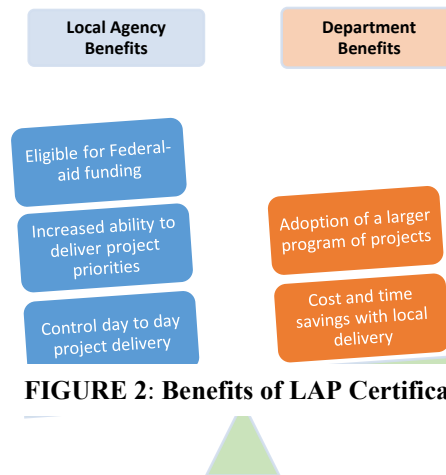 Local Agency
Benefits
Department
Benefits
Eligible for Federal-
aid funding
Increased ability to
deliver project
priorities
Control day to day
project delivery
Adoption of a larger
program of projects
Cost and time
savings with local
delivery
FIGURE 2: Benefits of LAP Certifica